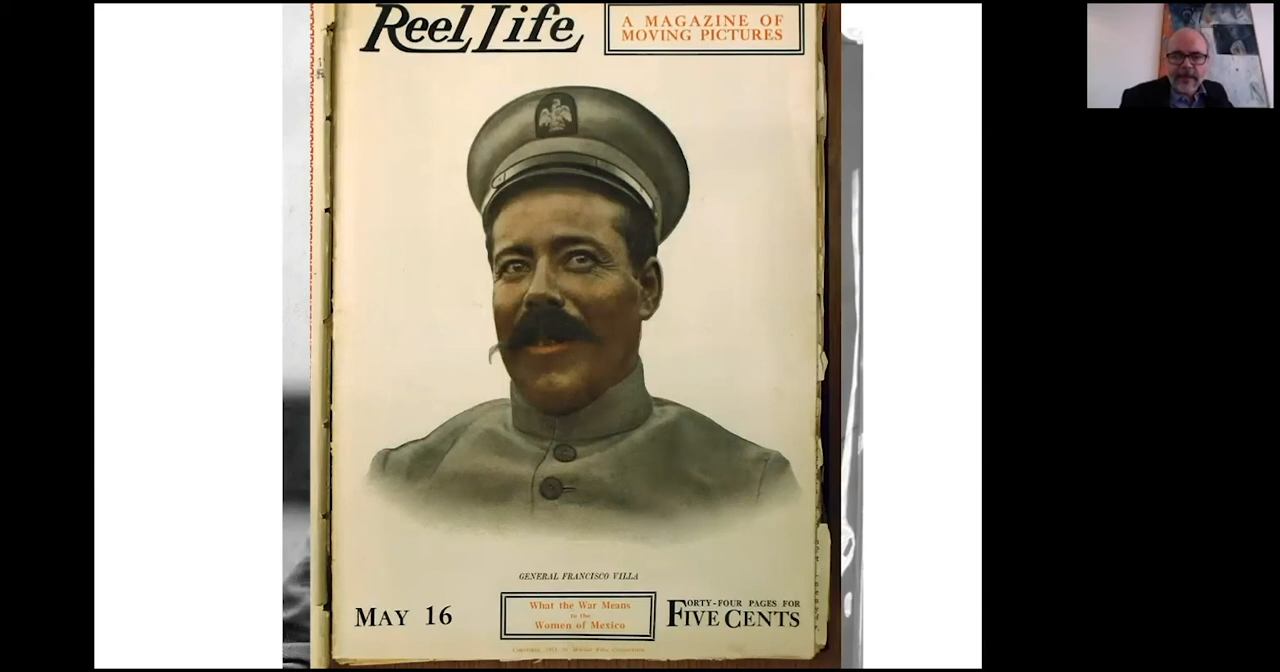 Reel Life
A MAGAZINE OF
MOVING PICTURES
GENERAL FRANCISCO VILLA
MAY 16
What the War Means
to the
Women of Mexico
FORTY-FOUR PAGES FOR
FIVE CENTS